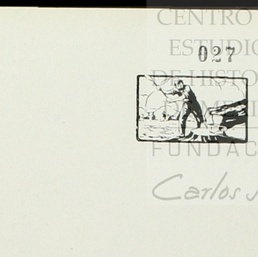 CENTRO
ESTUDIO
027
DE HISTO
FUNDAC
Carlos